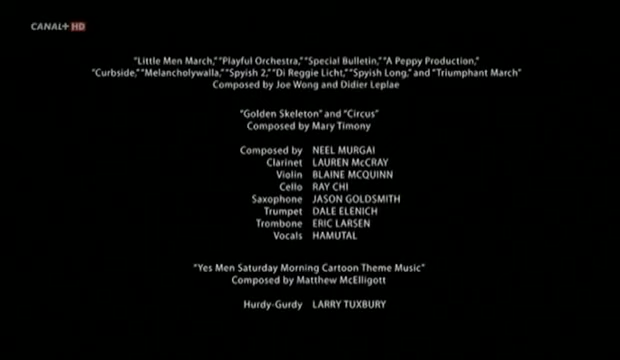 CANAL+ HD
"Little Men March," "Playful Orchestra," "Special Bulletin," "A Peppy Production,"
"Curbside," "Melancholywalla," "Spyish 2," "Di Reggie Licht," "Spyish Long," and "Triumphant March"
Composed by Joe Wong and Didier Leplae
"Golden Skeleton" and "Circus"
Composed by Mary Timony
Composed by NEEL MURGAI
Clarinet LAUREN McCRAY
Violin BLAINE MCQUINN
Cello RAY CHI
Saxophone JASON GOLDSMITH
Trumpet DALE ELENICH
Trombone ERIC LARSEN
Vocals HAMUTAL
"Yes Men Saturday Morning Cartoon Theme Music"
Composed by Matthew McElligott
Hurdy-Gurdy LARRY TUXBURY